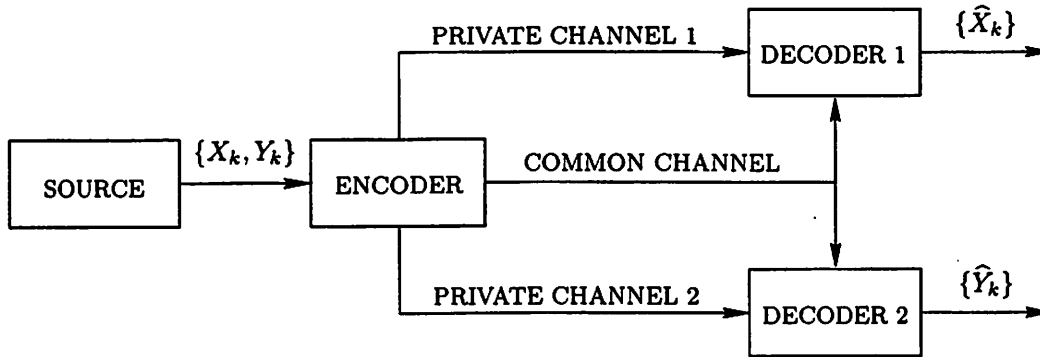 PRIVATE CHANNEL 1
DECODER 1
{X̂_k}
SOURCE
{X_k, Y_k}
ENCODER
COMMON CHANNEL
PRIVATE CHANNEL 2
DECODER 2
{Ŷ_k}